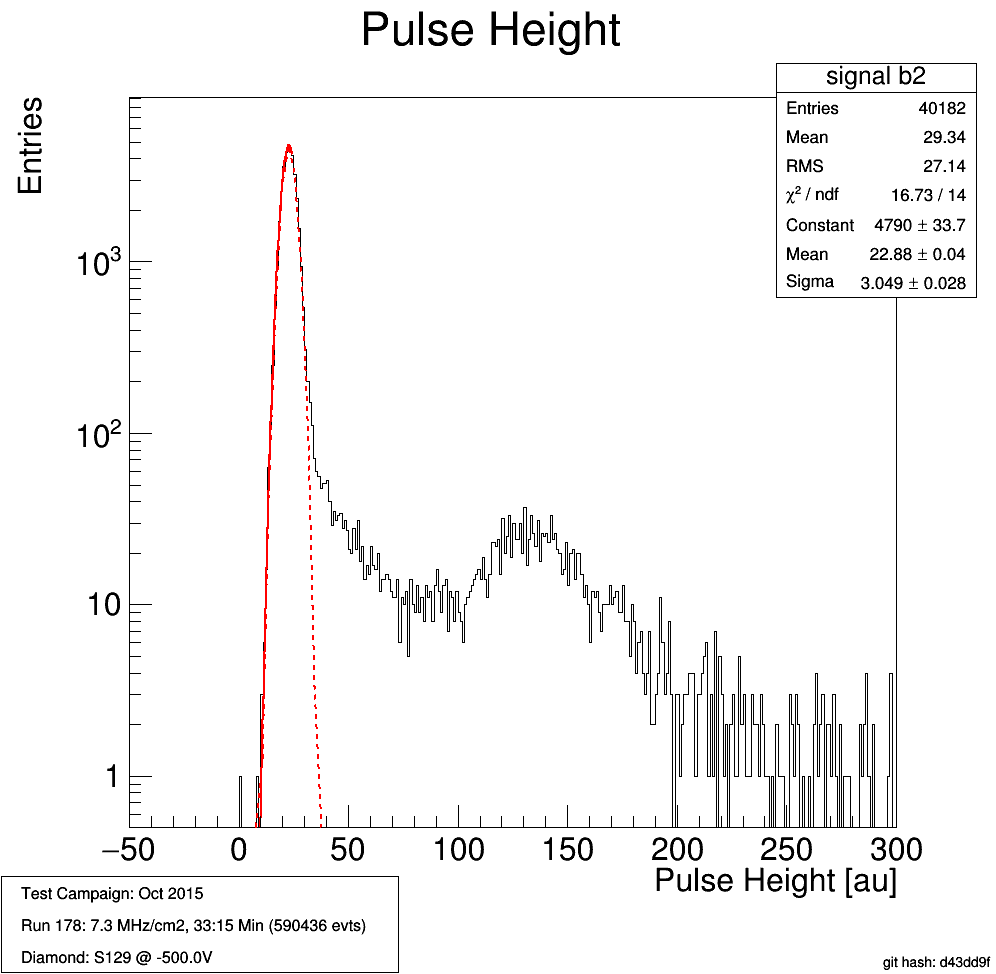 Pulse Height
Entries
signal b2
Entries 40182
Mean 29.34
RMS 27.14
χ² / ndf 16.73 / 14
Constant 4790 ± 33.7
Mean 22.88 ± 0.04
Sigma 3.049 ± 0.028
10³
10²
10
1
−50 0 50 100 150 200 250 300
Pulse Height [au]
Test Campaign: Oct 2015
Run 178: 7.3 MHz/cm2, 33:15 Min (590436 evts)
Diamond: S129 @ -500.0V
git hash: d43dd9f